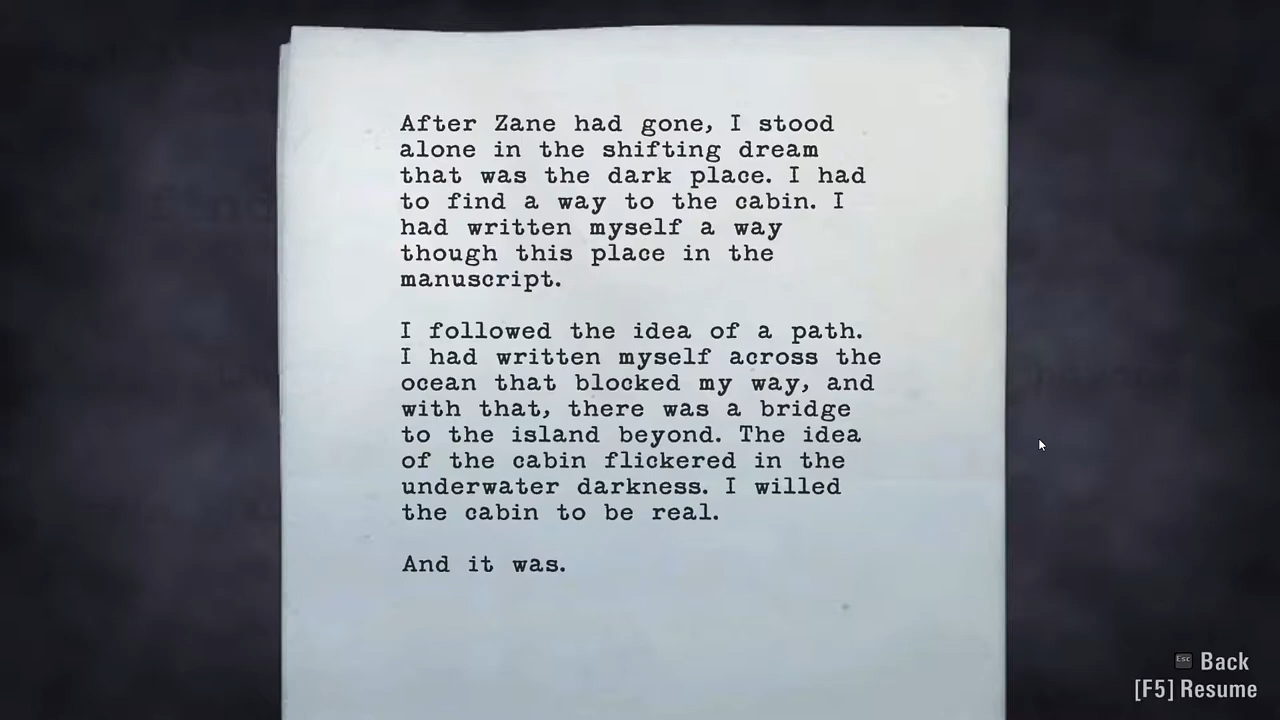 After Zane had gone, I stood
alone in the shifting dream
that was the dark place. I had
to find a way to the cabin. I
had written myself a way
though this place in the
manuscript.
I followed the idea of a path.
I had written myself across the
ocean that blocked my way, and
with that, there was a bridge
to the island beyond. The idea
of the cabin flickered in the
underwater darkness. I willed
the cabin to be real.
And it was.
Esc Back
[F5] Resume